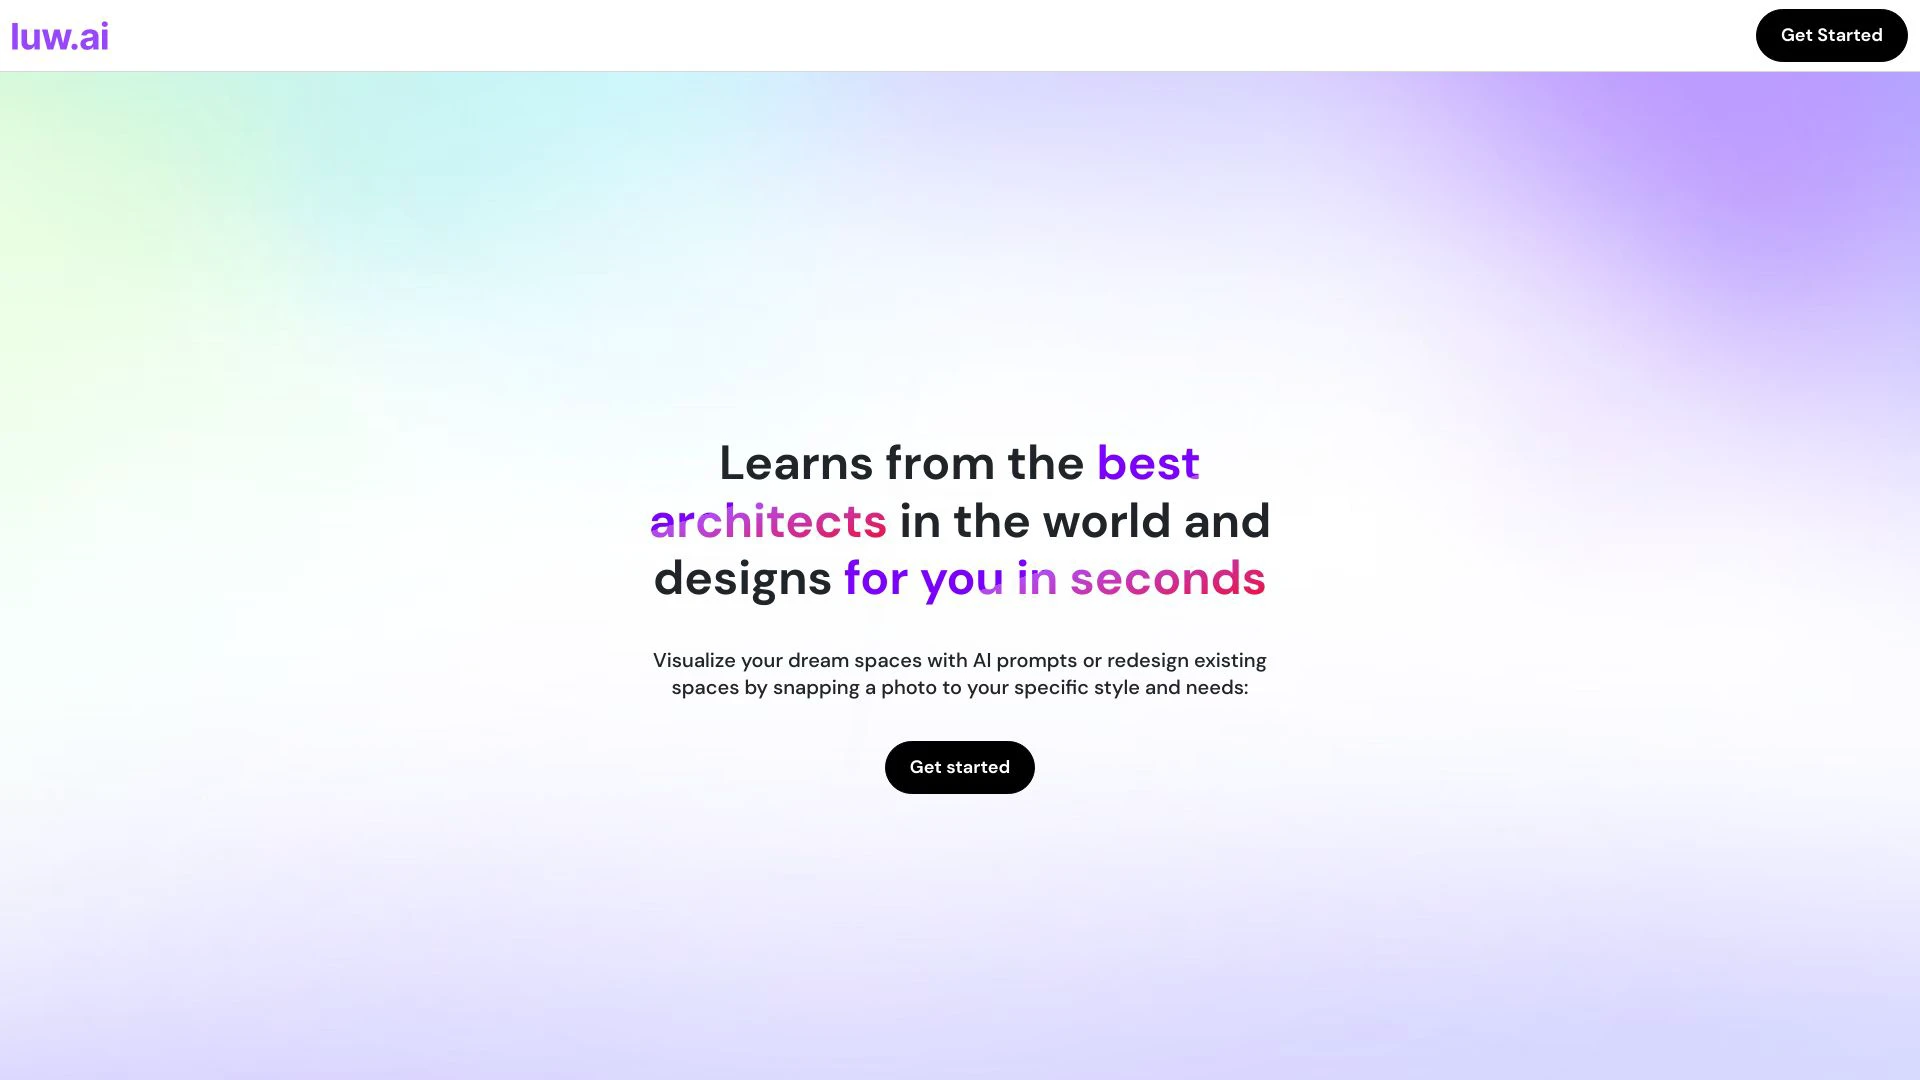 luw.ai
Get Started
Learns from the best
architects in the world and
designs for you in seconds
Visualize your dream spaces with AI prompts or redesign existing
spaces by snapping a photo to your specific style and needs:
Get started